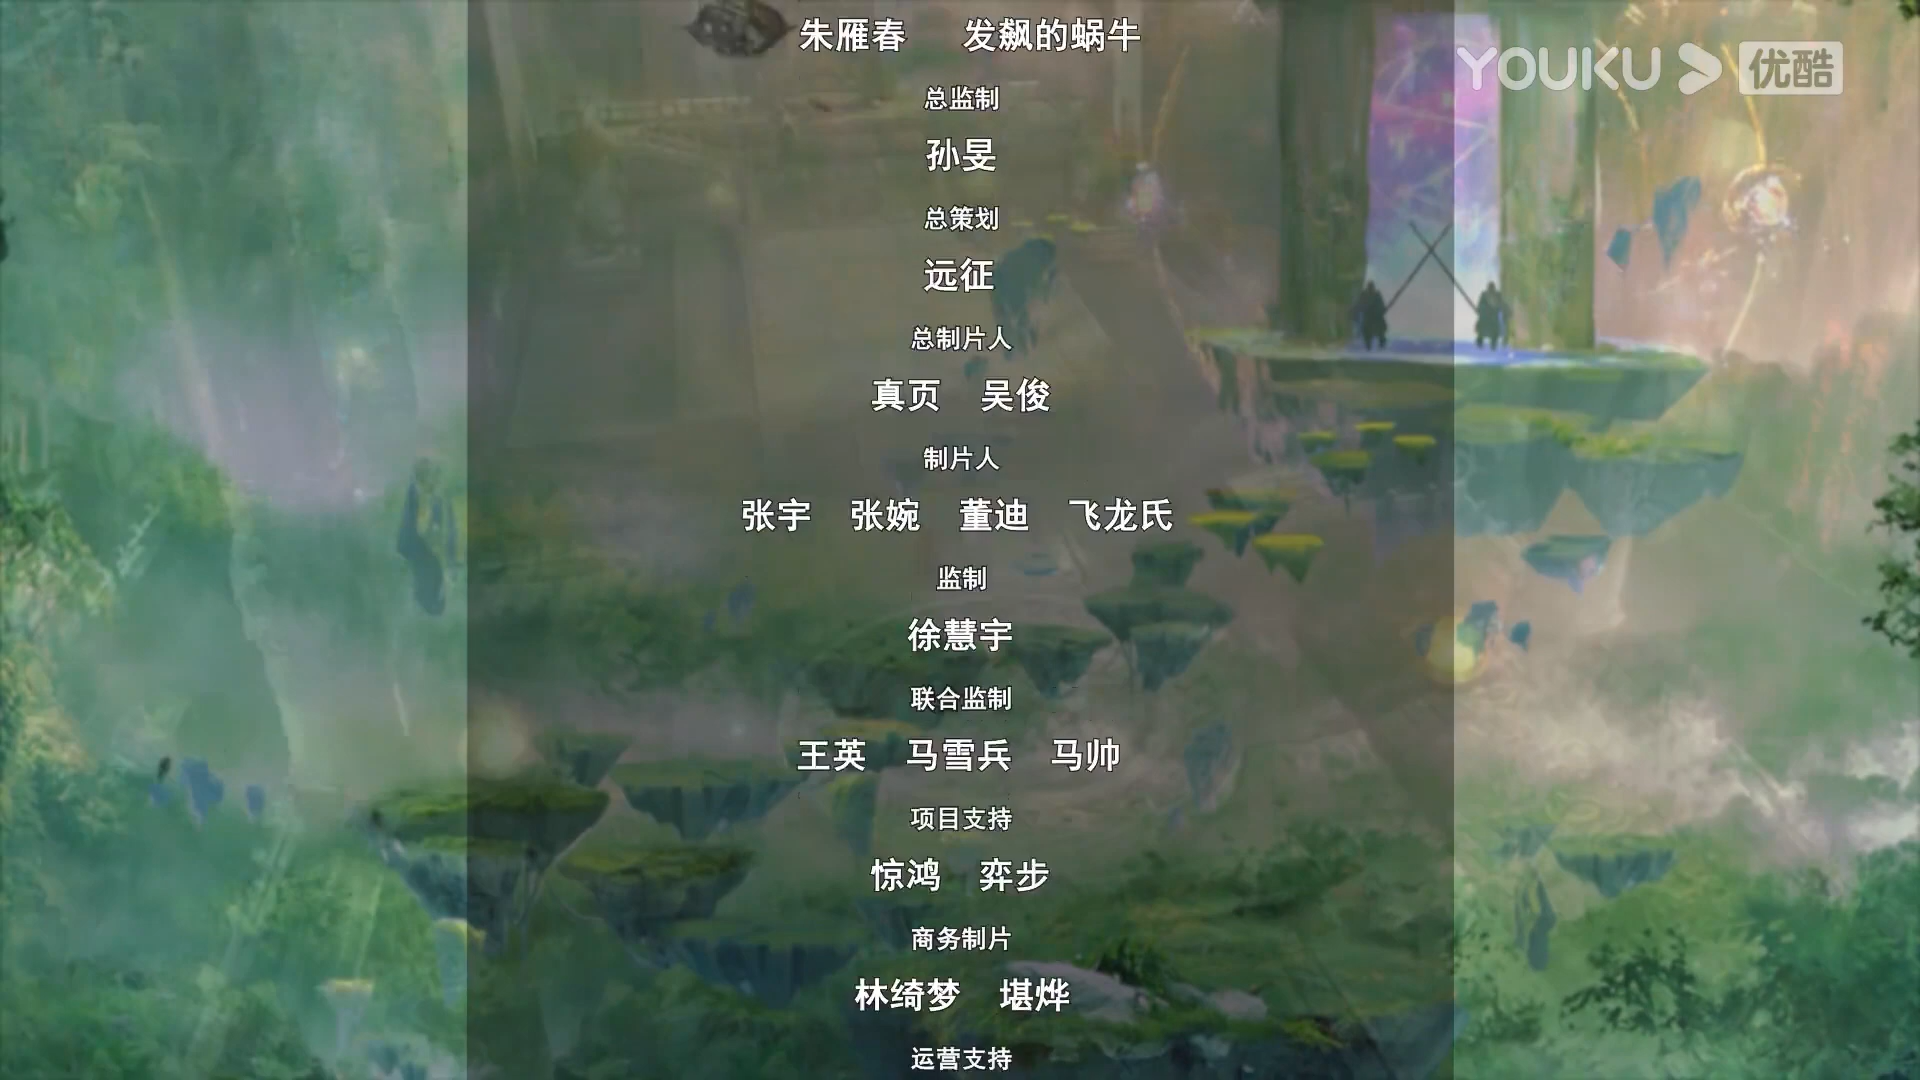 朱雁春 发飙的蜗牛
YOUKU 优酷
总监制
孙旻
总策划
远征
总制片人
真页 吴俊
制片人
张宇 张婉 董迪 飞龙氏
监制
徐慧宇
联合监制
王英 马雪兵 马帅
项目支持
惊鸿 弈步
商务制片
林绮梦 堪烨
运营支持